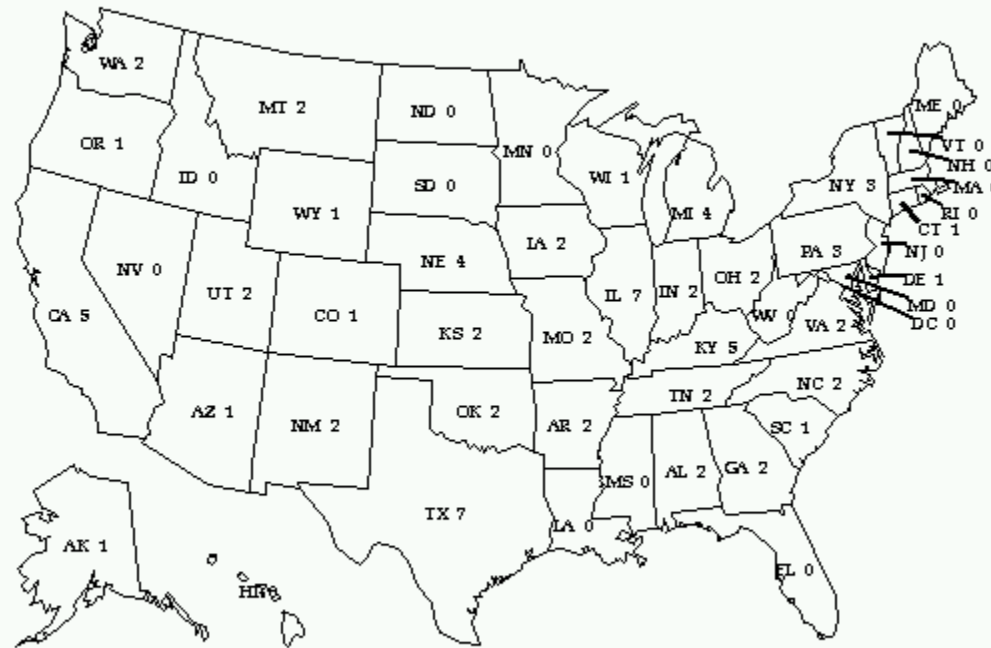 WA 2
MT 2
ND 0
ME 0
OR 1
MN 0
VT 0
NH 0
ID 0
SD 0
WI 1
NY 3
MA 0
WY 1
MI 4
RI 0
CT 1
NV 0
NE 4
IA 2
PA 3
NJ 0
UT 2
IL 7
IN 2
OH 2
DE 1
CA 5
CO 1
KS 2
MO 2
WV 0
VA 2
MD 0
DC 0
KY 5
AZ 1
NM 2
OK 2
AR 2
TN 2
NC 2
SC 1
MS 0
AL 2
GA 2
TX 7
LA 0
AK 1
FL 0